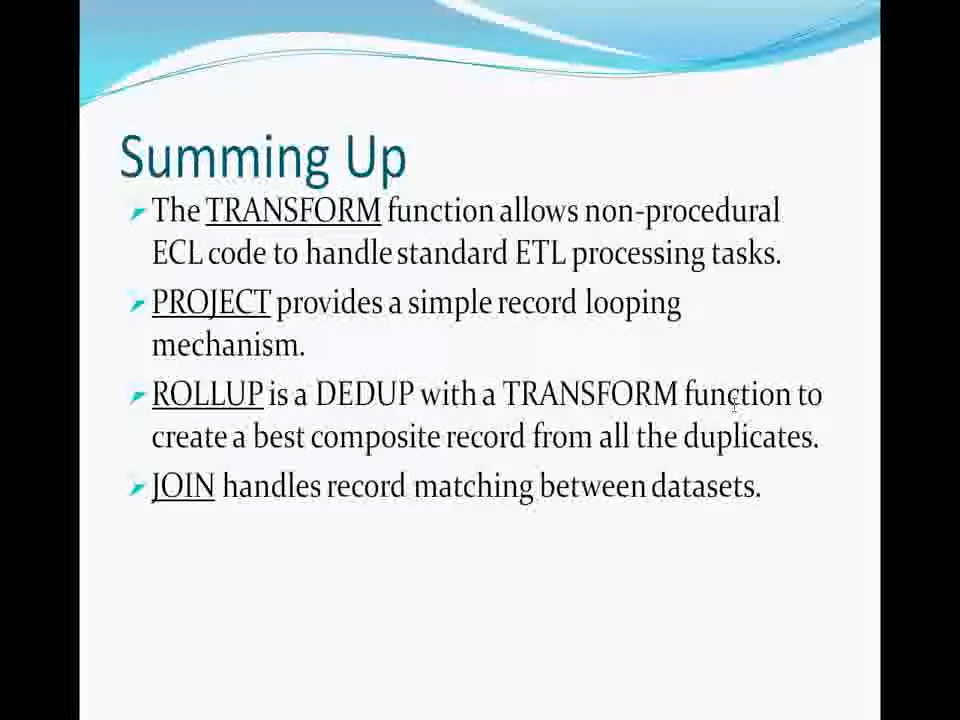 Summing Up
The TRANSFORM function allows non-procedural
ECL code to handle standard ETL processing tasks.
PROJECT provides a simple record looping
mechanism.
ROLLUP is a DEDUP with a TRANSFORM function to
create a best composite record from all the duplicates.
JOIN handles record matching between datasets.